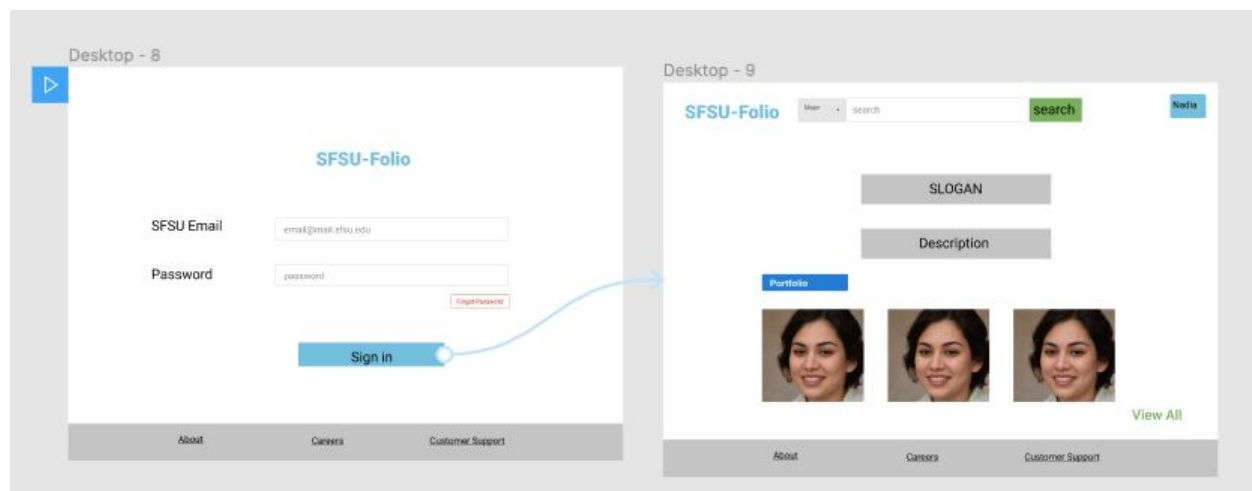 Desktop - 8
SFSU-Folio
SFSU Email
email@mail.sfsu.edu
Password
password
Forgot Password
Sign in
About Careers Customer Support
Desktop - 9
SFSU-Folio Major search search Nadia
SLOGAN
Description
Portfolio
View All
About Careers Customer Support